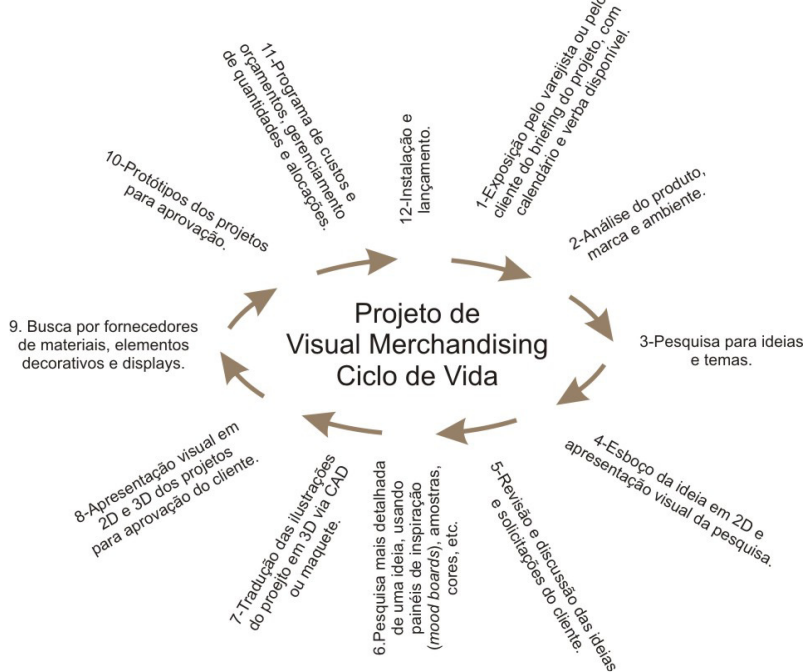 Projeto de
Visual Merchandising
Ciclo de Vida
1-Exposição pelo varejista ou pelo
cliente do briefing do projeto, com
calendário e verba disponível.
2-Análise do produto,
marca e ambiente.
3-Pesquisa para ideias
e temas.
4-Esboço da ideia em 2D e
apresentação visual da pesquisa.
5-Revisão e discussão das ideias
e solicitações do cliente.
6.Pesquisa mais detalhada
de uma ideia, usando
painéis de inspiração
(mood boards), amostras,
cores, etc.
7-Tradução das ilustrações
do proejto em 3D via CAD
ou maquete.
8-Apresentação visual em
2D e 3D dos projetos
para aprovação do cliente.
9. Busca por fornecedores
de materiais, elementos
decorativos e displays.
10-Protótipos dos projetos
para aprovação.
11-Programa de custos e
orçamentos, gerenciamento
de quantidades e alocações.
12-Instalação e
lançamento.